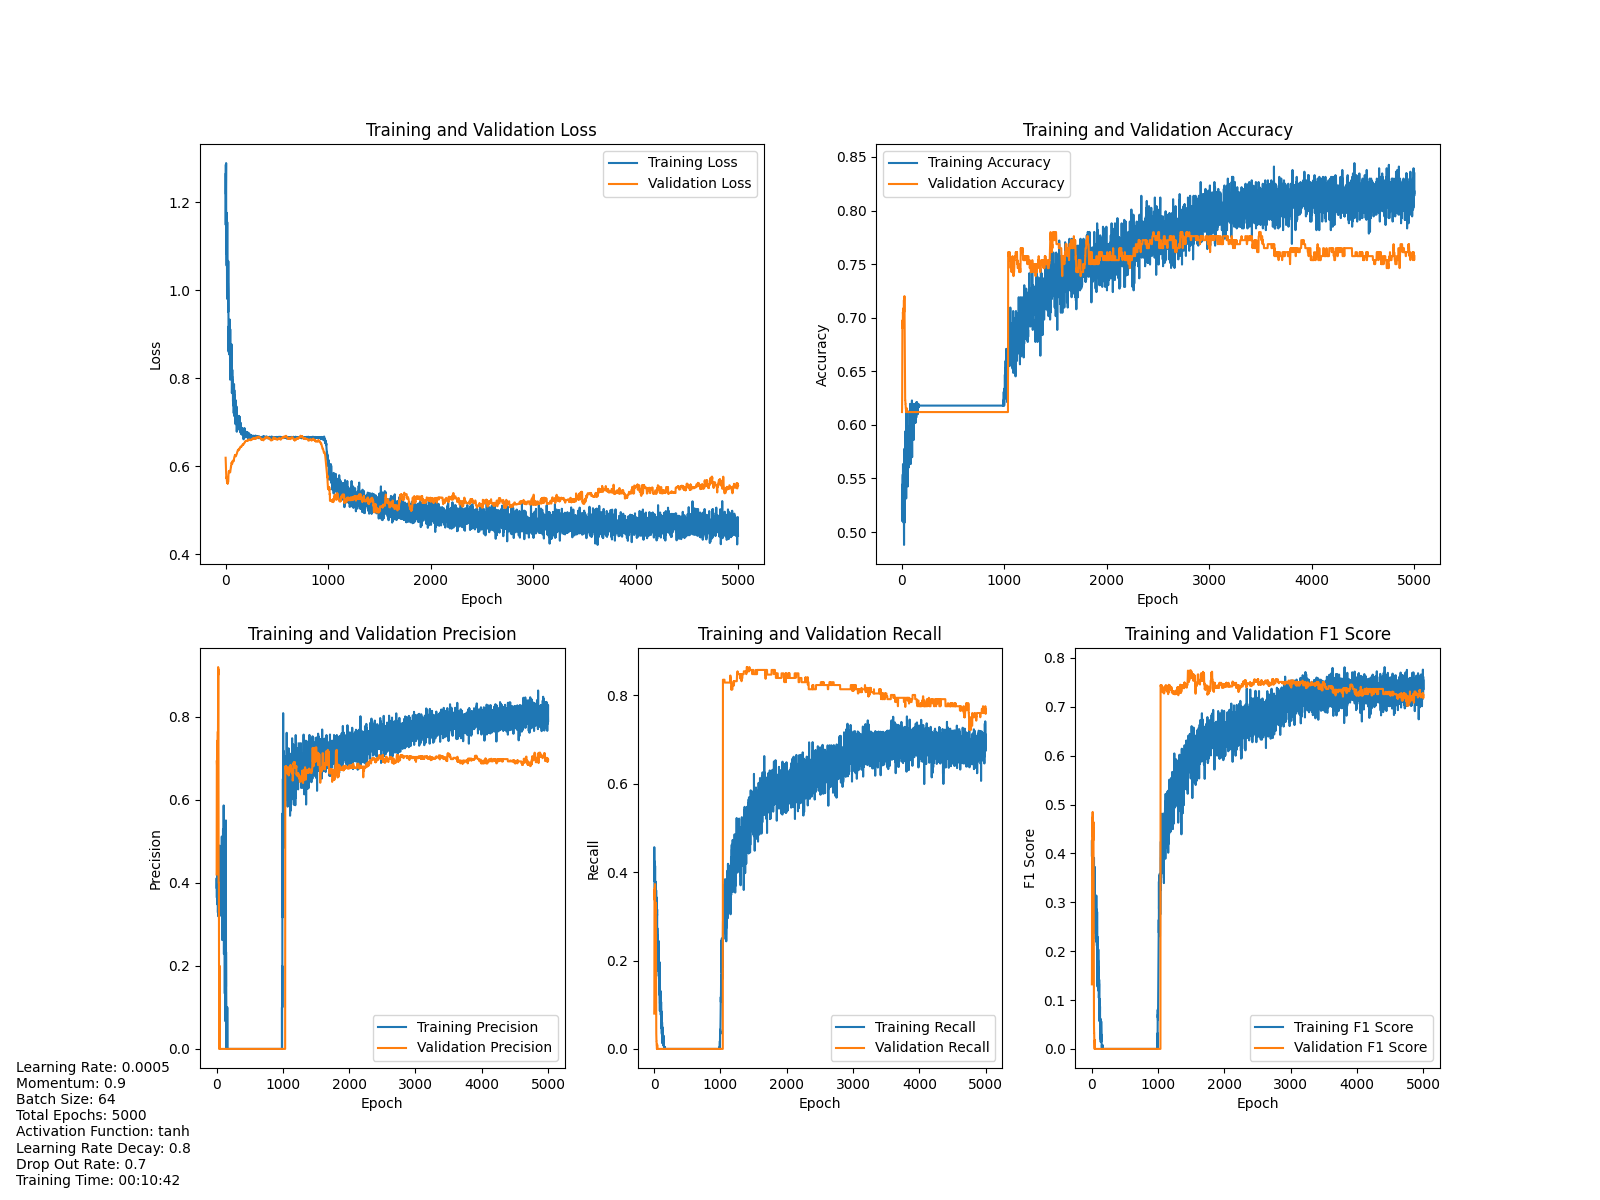 Training and Validation Loss
Training Loss
Validation Loss
1.2
1.0
0.8
0.6
0.4
Loss
0
1000
2000
3000
4000
5000
Epoch
Training and Validation Accuracy
Training Accuracy
Validation Accuracy
0.85
0.80
0.75
0.70
0.65
0.60
0.55
0.50
Accuracy
0
1000
2000
3000
4000
5000
Epoch
Training and Validation Precision
0.8
0.6
0.4
0.2
0.0
Precision
Training Precision
Validation Precision
0
1000
2000
3000
4000
5000
Epoch
Training and Validation Recall
0.8
0.6
0.4
0.2
0.0
Recall
Training Recall
Validation Recall
0
1000
2000
3000
4000
5000
Epoch
Training and Validation F1 Score
0.8
0.7
0.6
0.5
0.4
0.3
0.2
0.1
0.0
F1 Score
Training F1 Score
Validation F1 Score
0
1000
2000
3000
4000
5000
Epoch
Learning Rate: 0.0005
Momentum: 0.9
Batch Size: 64
Total Epochs: 5000
Activation Function: tanh
Learning Rate Decay: 0.8
Drop Out Rate: 0.7
Training Time: 00:10:42